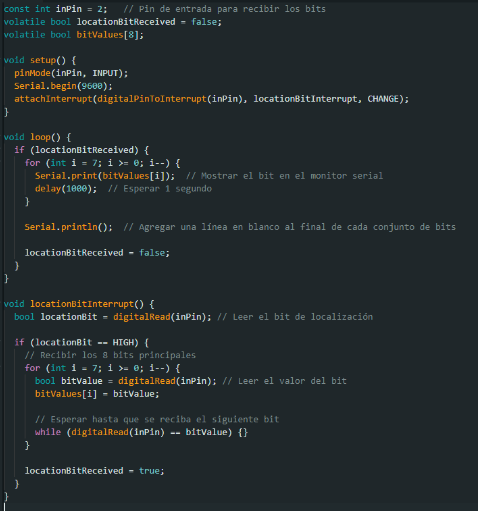 const int inPin = 2;   // Pin de entrada para recibir los bits
volatile bool locationBitReceived = false;
volatile bool bitValues[8];

void setup() {
  pinMode(inPin, INPUT);
  Serial.begin(9600);
  attachInterrupt(digitalPinToInterrupt(inPin), locationBitInterrupt, CHANGE);
}

void loop() {
  if (locationBitReceived) {
    for (int i = 7; i >= 0; i--) {
      Serial.print(bitValues[i]);  // Mostrar el bit en el monitor serial
      delay(1000);  // Esperar 1 segundo
    }

    Serial.println();  // Agregar una línea en blanco al final de cada conjunto de bits

    locationBitReceived = false;
  }
}

void locationBitInterrupt() {
  bool locationBit = digitalRead(inPin); // Leer el bit de localización

  if (locationBit == HIGH) {
    // Recibir los 8 bits principales
    for (int i = 7; i >= 0; i--) {
      bool bitValue = digitalRead(inPin); // Leer el valor del bit
      bitValues[i] = bitValue;

      // Esperar hasta que se reciba el siguiente bit
      while (digitalRead(inPin) == bitValue) {}
    }

    locationBitReceived = true;
  }
}